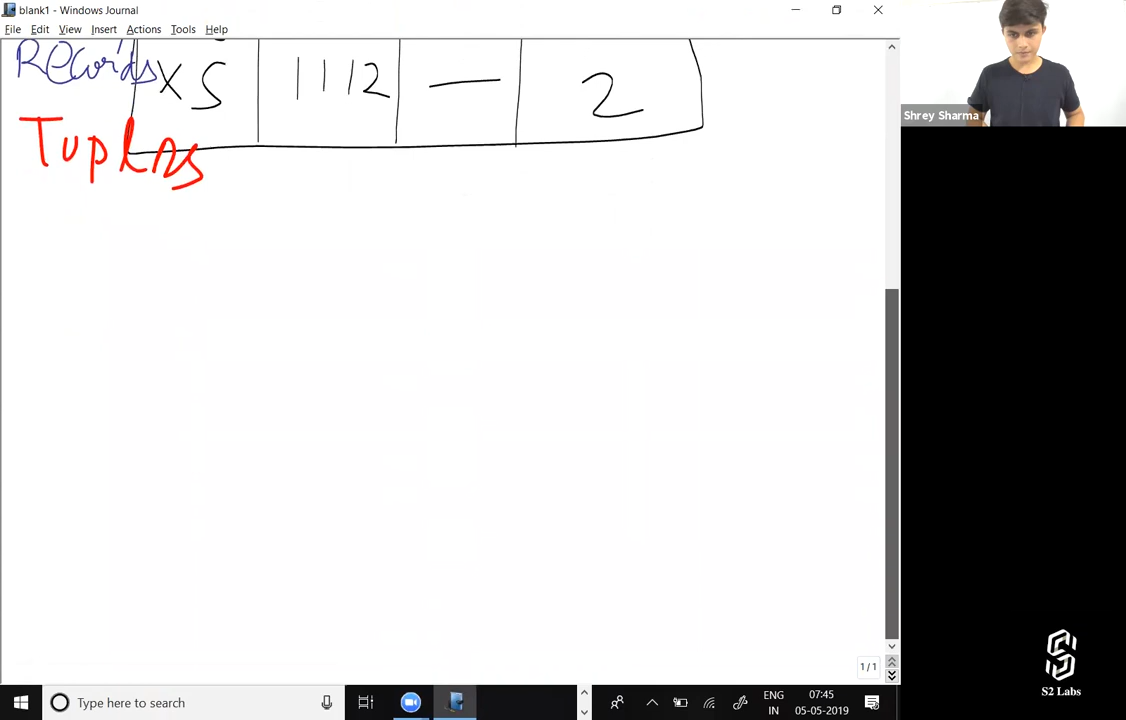 blank1 - Windows Journal
File Edit View Insert Actions Tools Help
Records
XS 1112 — 2
Tuples
Shrey Sharma
1/1
S2 Labs
Type here to search
ENG
IN
07:45
05-05-2019